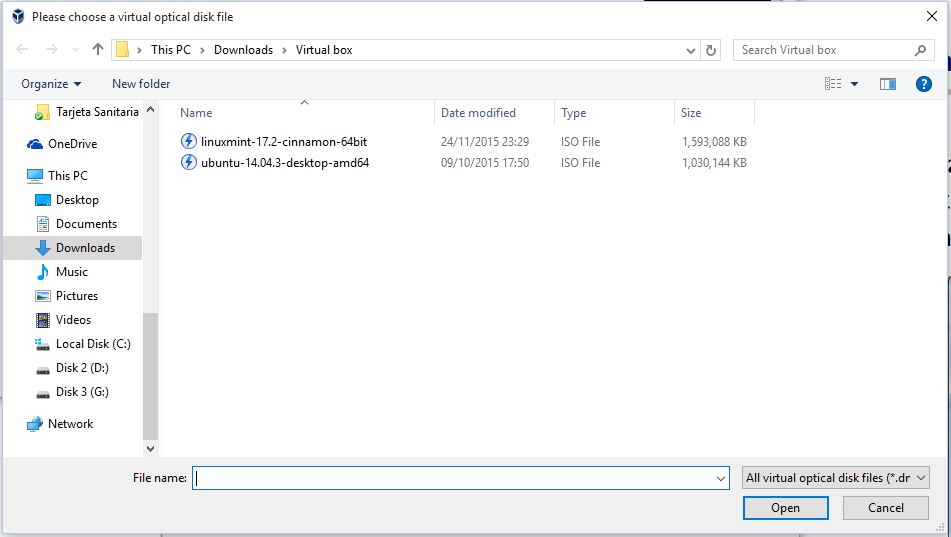 Please choose a virtual optical disk file
This PC Downloads Virtual box
Search Virtual box
Organize New folder
Name Date modified Type Size
Tarjeta Sanitaria
OneDrive
This PC
Desktop
Documents
Downloads
Music
Pictures
Videos
Local Disk (C:)
Disk 2 (D:)
Disk 3 (G:)
Network
linuxmint-17.2-cinnamon-64bit 24/11/2015 23:29 ISO File 1,593,088 KB
ubuntu-14.04.3-desktop-amd64 09/10/2015 17:50 ISO File 1,030,144 KB
File name:
All virtual optical disk files (*.dr
Open Cancel